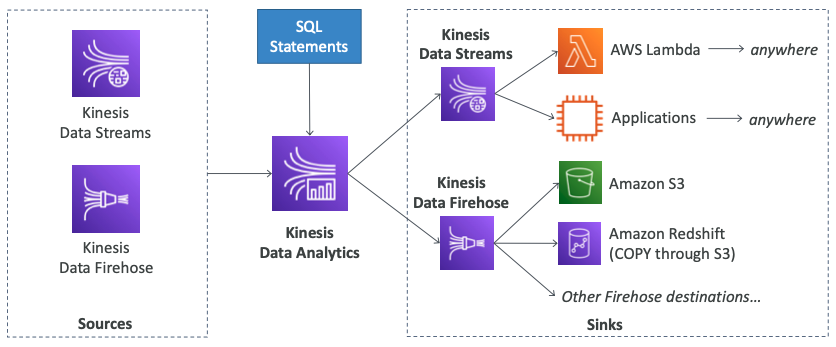 Kinesis
Data Streams
Kinesis
Data Firehose
Sources
SQL
Statements
Kinesis
Data Analytics
Kinesis
Data Streams
AWS Lambda
anywhere
Applications
anywhere
Kinesis
Data Firehose
Amazon S3
Amazon Redshift
(COPY through S3)
Other Firehose destinations...
Sinks